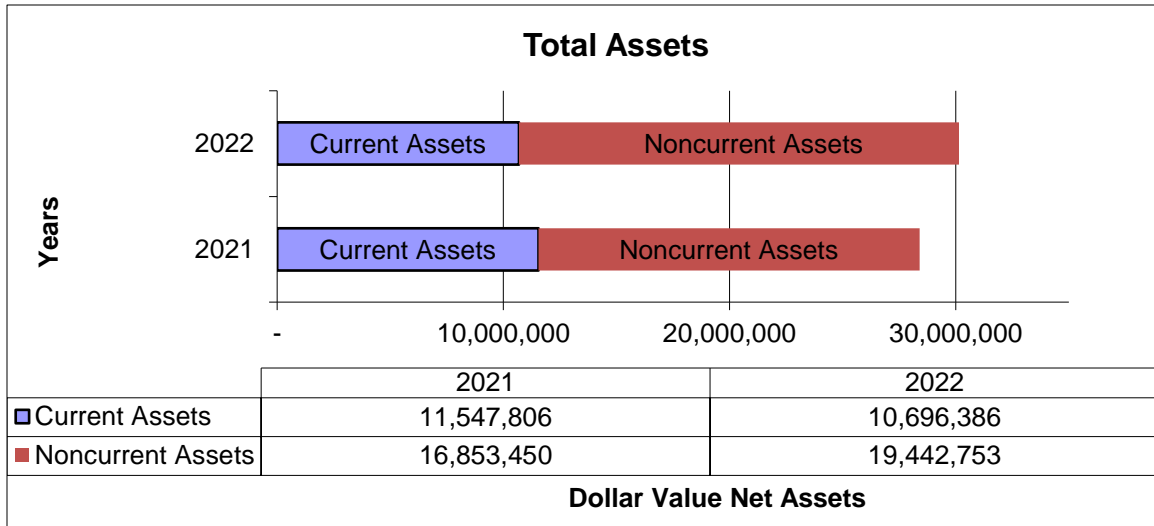 Total Assets
Years
2022
Current Assets
Noncurrent Assets
2021
Current Assets
Noncurrent Assets
-
10,000,000
20,000,000
30,000,000
2021
2022
Current Assets
11,547,806
10,696,386
Noncurrent Assets
16,853,450
19,442,753
Dollar Value Net Assets